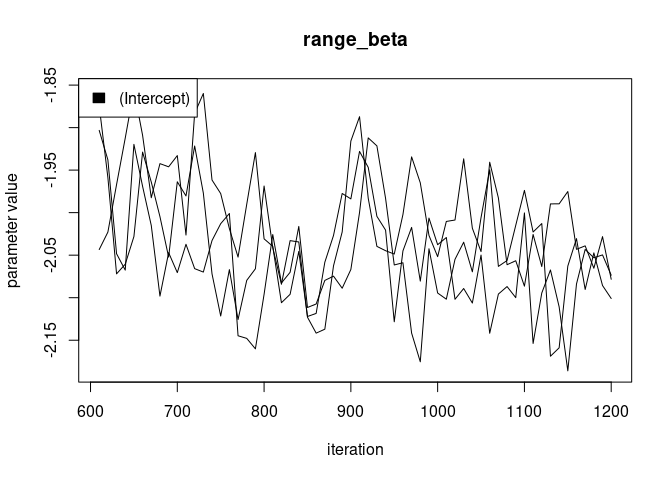 range_beta
(Intercept)
parameter value
-1.85
-1.95
-2.05
-2.15
600 700 800 900 1000 1100 1200
iteration